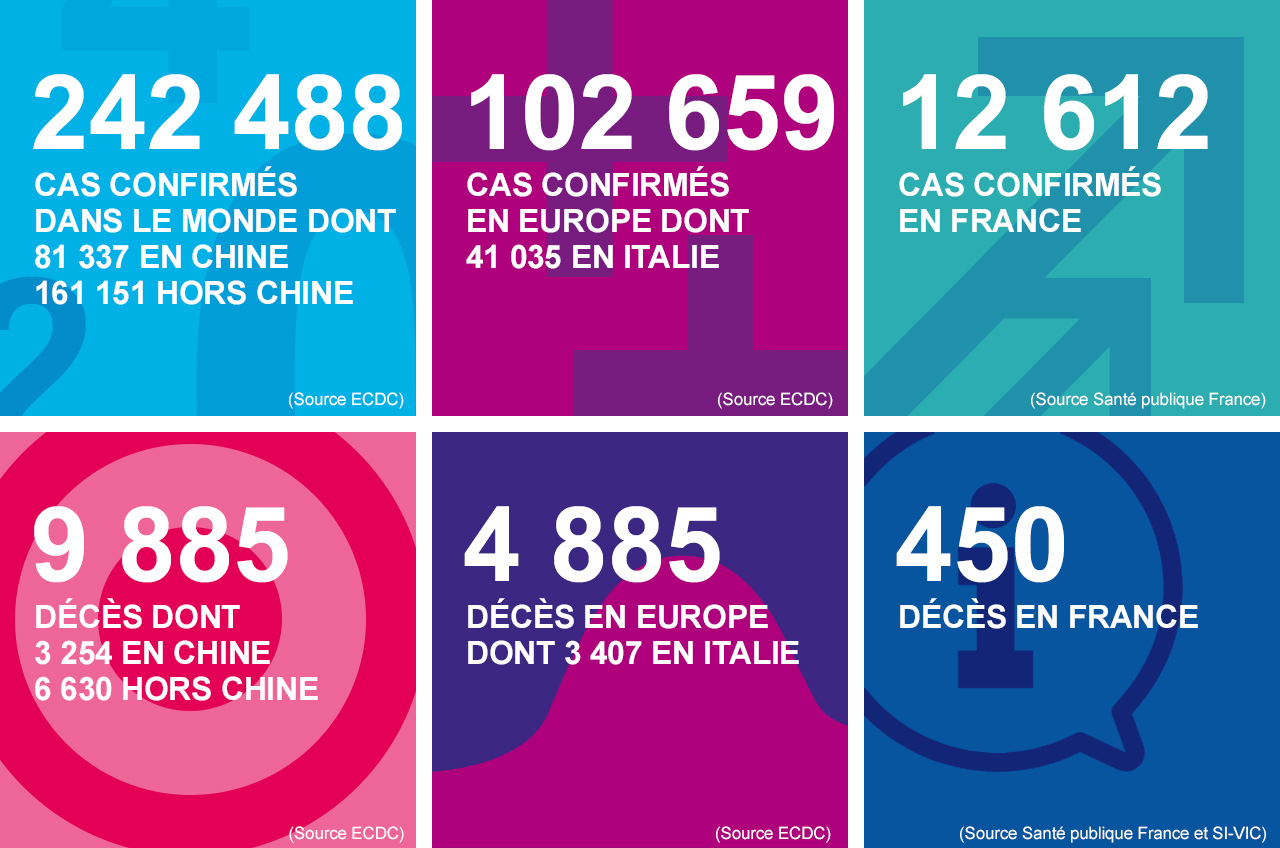 242 488
CAS CONFIRMÉS
DANS LE MONDE DONT
81 337 EN CHINE
161 151 HORS CHINE
(Source ECDC)
102 659
CAS CONFIRMÉS
EN EUROPE DONT
41 035 EN ITALIE
(Source ECDC)
12 612
CAS CONFIRMÉS
EN FRANCE
(Source Santé publique France)
9 885
DÉCÈS DONT
3 254 EN CHINE
6 630 HORS CHINE
(Source ECDC)
4 885
DÉCÈS EN EUROPE
DONT 3 407 EN ITALIE
(Source ECDC)
450
DÉCÈS EN FRANCE
(Source Santé publique France et SI-VIC)